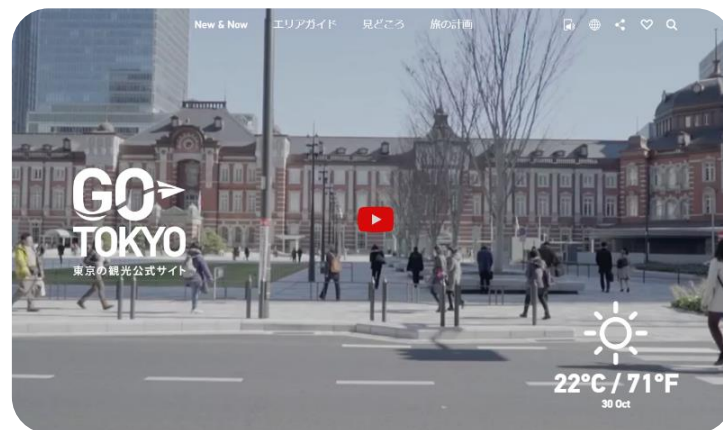 New & Now エリアガイド 見どころ 旅の計画
GO
TOKYO
東京の観光公式サイト
22°C / 71°F
30 Oct